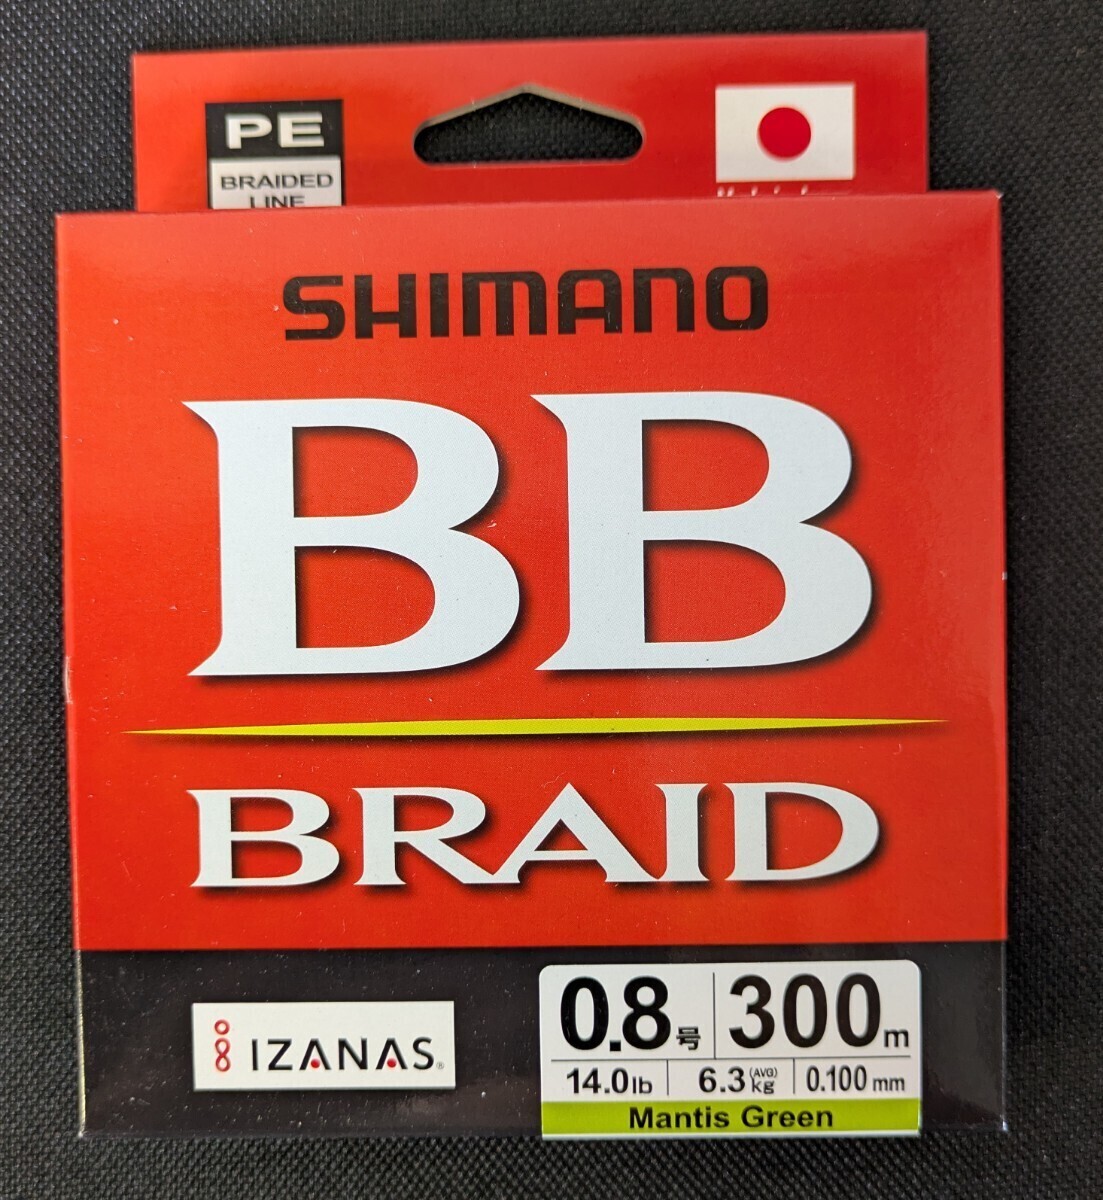 PE
BRAIDED
LINE
SHIMANO
BB
BRAID
IZANAS®
0.8号 300m
14.0lb 6.3(AVG)kg 0.100mm
Mantis Green